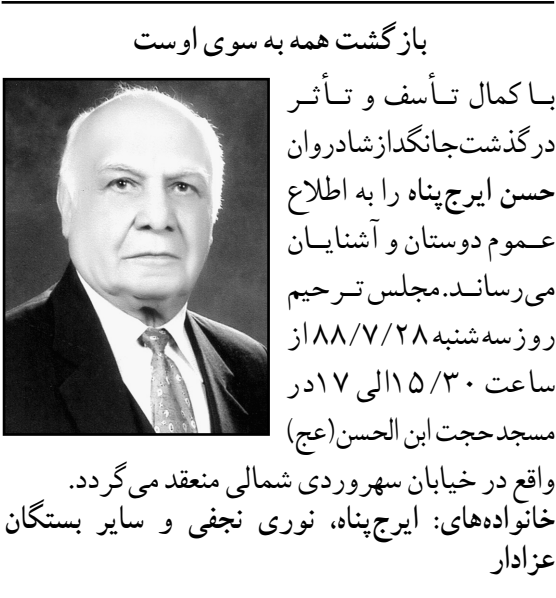 بازگشت همه به سوی اوست
با کمال تأسف و تأثر
درگذشت جانگداز شادروان
حسن ایرج‌پناه را به اطلاع
عموم دوستان و آشنایان
می‌رساند. مجلس ترحیم
روز سه شنبه ۸۸/۷/۲۸ از
ساعت ۱۵/۳۰ الی ۱۷ در
مسجد حجت ابن الحسن (عج)
واقع در خیابان سهروردی شمالی منعقد می‌گردد.
خانواده‌های: ایرج‌پناه، نوری نجفی و سایر بستگان
عزادار